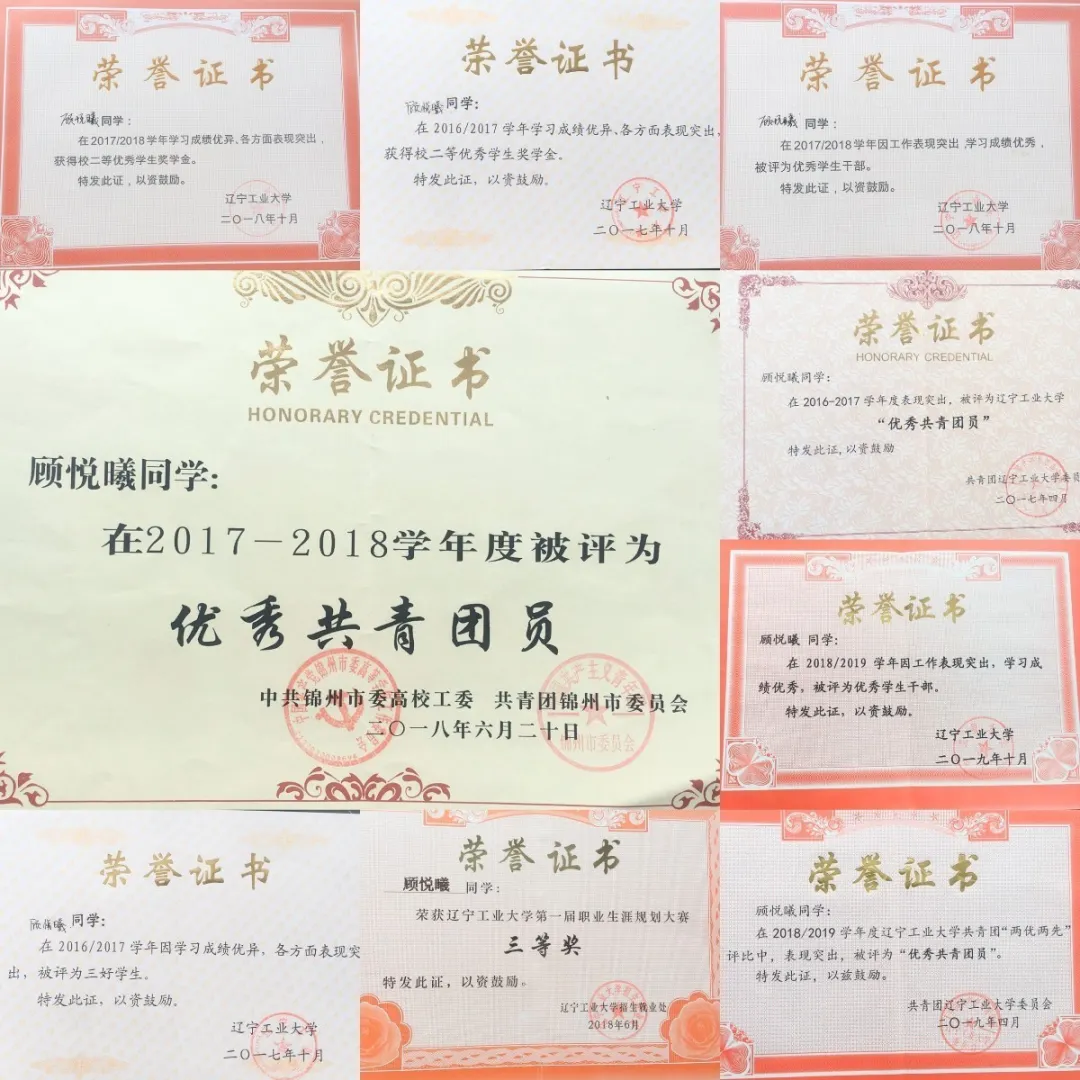 荣誉证书
顾悦曦同学：
在2017/2018学年学习成绩优异、各方面表现突出，
获得校二等优秀学生奖学金。
特发此证，以资鼓励。
辽宁工业大学
二〇一八年十月
荣誉证书
顾悦曦同学：
在2016/2017学年学习成绩优异、各方面表现突出，
获得校二等优秀学生奖学金。
特发此证，以资鼓励。
辽宁工业大学
二〇一七年十月
荣誉证书
顾悦曦 同学：
在2017/2018学年因工作表现突出,学习成绩优秀，
被评为优秀学生干部。
特发此证，以资鼓励。
辽宁工业大学
二〇一八年十月
荣誉证书
HONORARY CREDENTIAL
顾悦曦同学：
在2017－2018学年度被评为
优秀共青团员
中共锦州市委高校工委 共青团锦州市委员会
二〇一八年六月二十日
荣誉证书
HONORARY CREDENTIAL
顾悦曦同学：
在2016-2017学年度表现突出，被评为辽宁工业大学
“优秀共青团员”
特发此证,以资鼓励
共青团辽宁工业大学委员
二〇一七年四月
荣誉证书
顾悦曦 同学：
在 2018/2019 学年因工作表现突出，学习成
绩优秀，被评为优秀学生干部。
特发此证，以资鼓励。
辽宁工业大学
二〇一九年十月
荣誉证书
顾悦曦 同学：
在2016/2017学年因学习成绩优异，各方面表现突
出，被评为三好学生。
特发此证，以资鼓励。
辽宁工业大学
二〇一七年十月
荣誉证书
顾悦曦 同学：
荣获辽宁工业大学第一届职业生涯规划大赛
三等奖
特发此证，以资鼓励。
辽宁工业大学招生就业处
2018年6月
荣誉证书
顾悦曦同学：
在2018/2019学年度辽宁工业大学共青团“两优两先”
评比中，表现突出，被评为“优秀共青团员”。
特发此证，以兹鼓励。
共青团辽宁工业大学委员会
二〇一九年四月